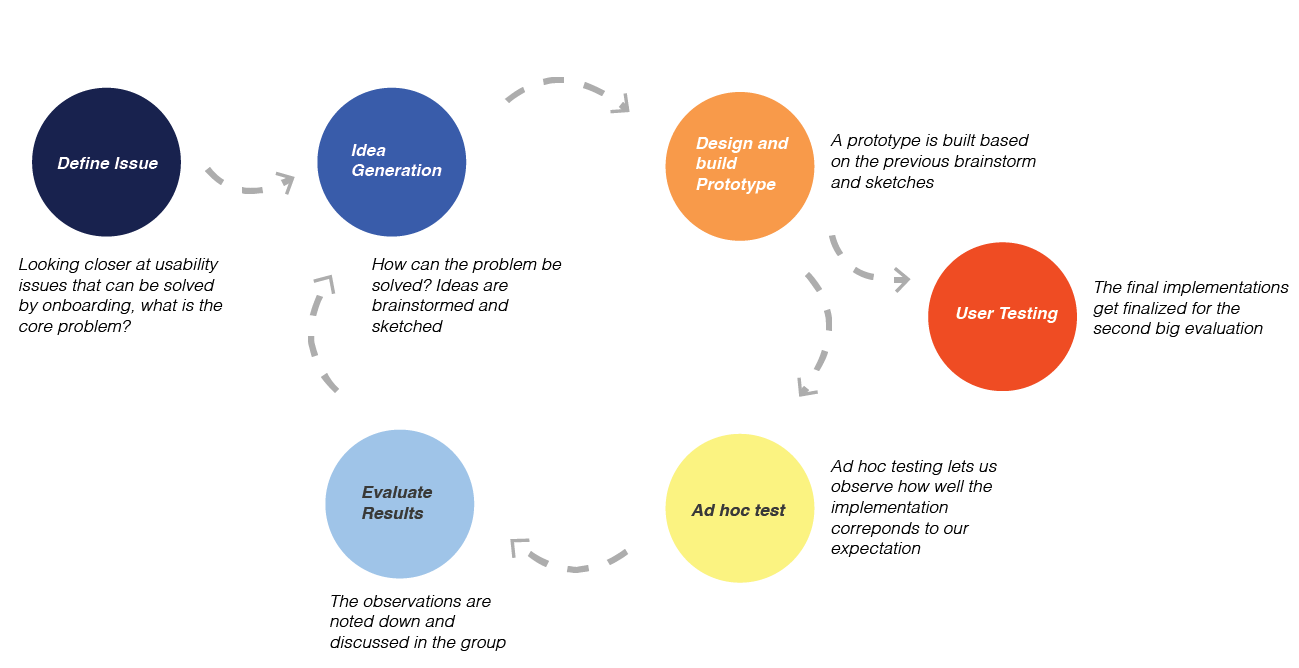 Define Issue
Looking closer at usability
issues that can be solved
by onboarding, what is the
core problem?
Idea
Generation
How can the problem be
solved? Ideas are
brainstormed and
sketched
Design and
build
Prototype
A prototype is built based
on the previous brainstorm
and sketches
User Testing
The final implementations
get finalized for the
second big evaluation
Ad hoc test
Ad hoc testing lets us
observe how well the
implementation
correponds to our
expectation
Evaluate
Results
The observations are
noted down and
discussed in the group